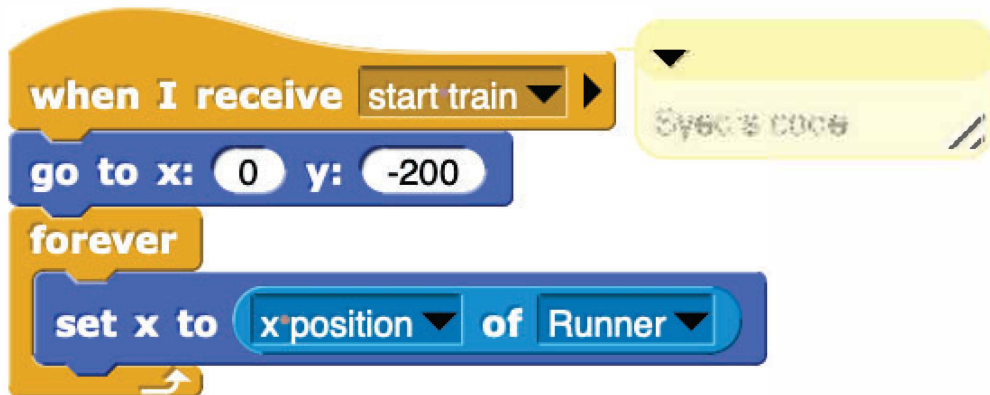 when I receive start train
go to x: 0 y: -200
forever
set x to x position of Runner